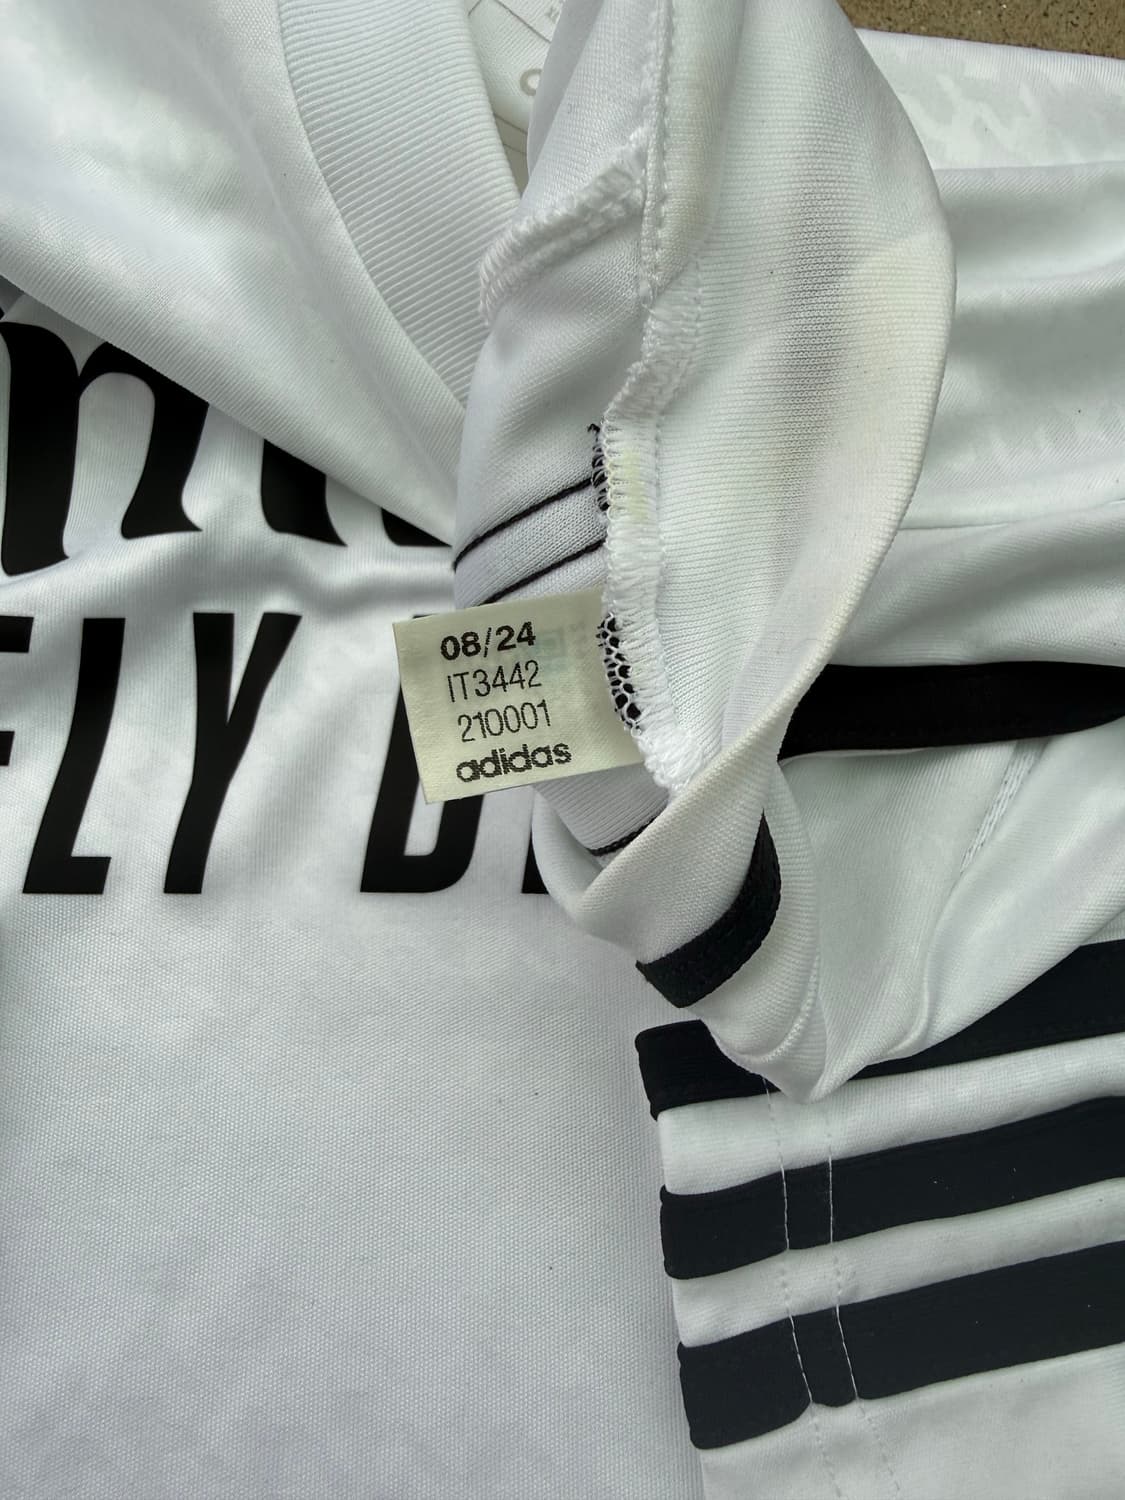 08/24
IT3442
210001
adidas
FLY B